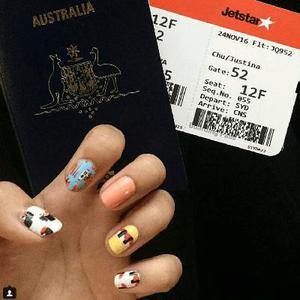 AUSTRALIA
12F
52
Jetstar
24NOV16 Flt:JQ952
Chu/Justina
Gate: 52
Seat: 12F
Seq.No. 055
Depart: SYD
Arrive: CNS